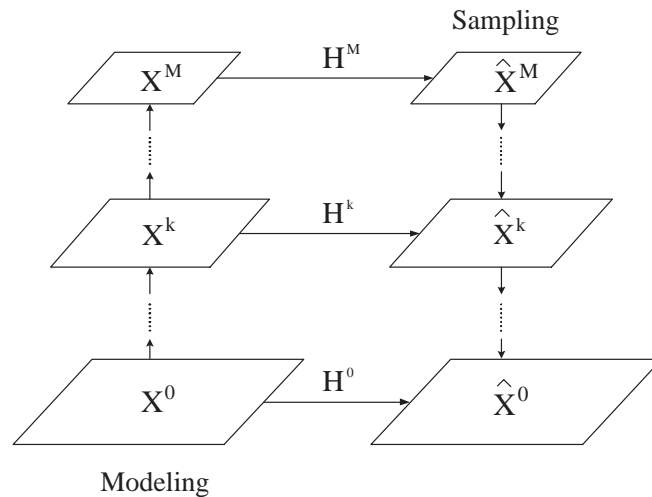 Sampling
X^M H^M X̂^M
X^k H^k X̂^k
X^0 H^0 X̂^0
Modeling